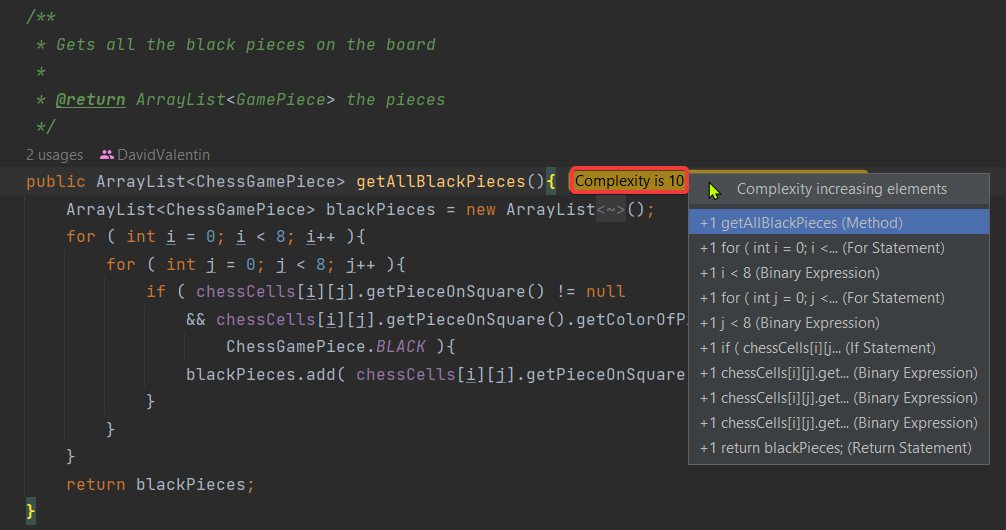 /**
* Gets all the black pieces on the board
*
* @return ArrayList<GamePiece> the pieces
*/
2 usages DavidValentin
public ArrayList<ChessGamePiece> getAllBlackPieces(){ Complexity is 10
ArrayList<ChessGamePiece> blackPieces = new ArrayList<~>();
for ( int i = 0; i < 8; i++ ){
for ( int j = 0; j < 8; j++ ){
if ( chessCells[i][j].getPieceOnSquare() != null
&& chessCells[i][j].getPieceOnSquare().getColorOfP
ChessGamePiece.BLACK ){
blackPieces.add( chessCells[i][j].getPieceOnSquare
}
}
}
return blackPieces;
}
Complexity increasing elements
+1 getAllBlackPieces (Method)
+1 for ( int i = 0; i <... (For Statement)
+1 i < 8 (Binary Expression)
+1 for ( int j = 0; j <... (For Statement)
+1 j < 8 (Binary Expression)
+1 if ( chessCells[i][j... (If Statement)
+1 chessCells[i][j].get... (Binary Expression)
+1 chessCells[i][j].get... (Binary Expression)
+1 chessCells[i][j].get... (Binary Expression)
+1 return blackPieces; (Return Statement)